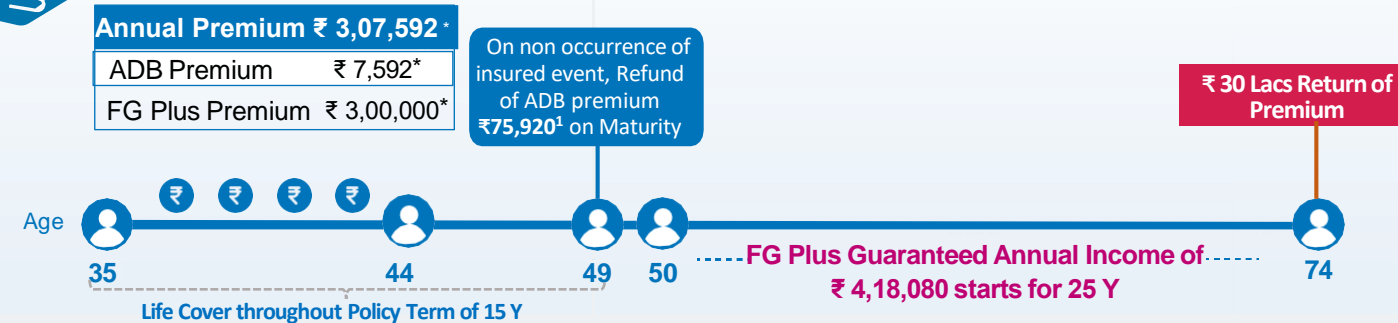 Annual Premium ₹ 3,07,592 *
ADB Premium ₹ 7,592*
FG Plus Premium ₹ 3,00,000*
On non occurrence of
insured event, Refund
of ADB premium
₹75,920¹ on Maturity
₹ 30 Lacs Return of
Premium
₹ ₹ ₹ ₹
Age
35 44 49 50 74
FG Plus Guaranteed Annual Income of
₹ 4,18,080 starts for 25 Y
Life Cover throughout Policy Term of 15 Y